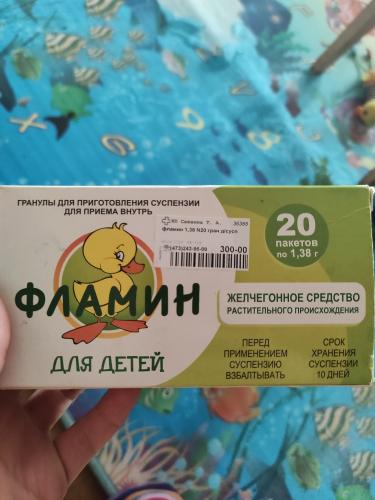 ГРАНУЛЫ ДЛЯ ПРИГОТОВЛЕНИЯ СУСПЕНЗИИ
ДЛЯ ПРИЕМА ВНУТРЬ
36365
фламин 1,38 N20 гран д/сусп
300-00
20
пакетов
по 1,38 г
ФЛАМИН
ДЛЯ ДЕТЕЙ
ЖЕЛЧЕГОННОЕ СРЕДСТВО
РАСТИТЕЛЬНОГО ПРОИСХОЖДЕНИЯ
ПЕРЕД
ПРИМЕНЕНИЕМ
СУСПЕНЗИЮ
ВЗБАЛТЫВАТЬ
СРОК
ХРАНЕНИЯ
СУСПЕНЗИИ
10 ДНЕЙ